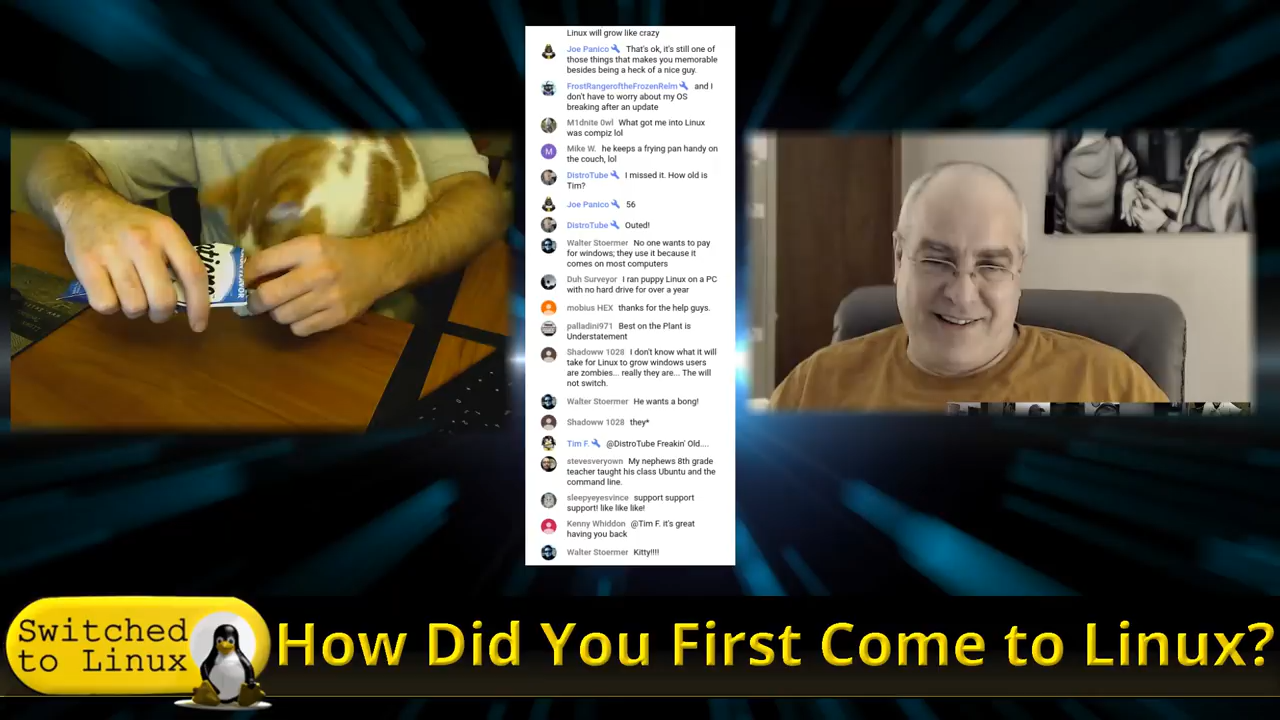 Linux will grow like crazy
Joe Panico That's ok, it's still one of
those things that makes you memorable
besides being a heck of a nice guy.
FrostRangeroftheFrozenRelm and I
don't have to worry about my OS
breaking after an update
M1dnite 0wl What got me into Linux
was compiz lol
M
Mike W. he keeps a frying pan handy on
the couch, lol
DistroTube I missed it. How old is
Tim?
Joe Panico 56
DistroTube Outed!
Walter Stoermer No one wants to pay
for windows; they use it because it
comes on most computers
Duh Surveyor I ran puppy Linux on a PC
with no hard drive for over a year
mobius HEX thanks for the help guys.
palladini971 Best on the Plant is
Understatement
Shadoww 1028 I don't know what it will
take for Linux to grow windows users
are zombies... really they are... The will
not switch.
Walter Stoermer He wants a bong!
Shadoww 1028 they*
Tim F. @DistroTube Freakin' Old....
stevesveryown My nephews 8th grade
teacher taught his class Ubuntu and the
command line.
sleepyeyesvince support support
support! like like like!
Kenny Whiddon @Tim F. it's great
having you back
Walter Stoermer Kitty!!!!
Switched
to Linux
How Did You First Come to Linux?